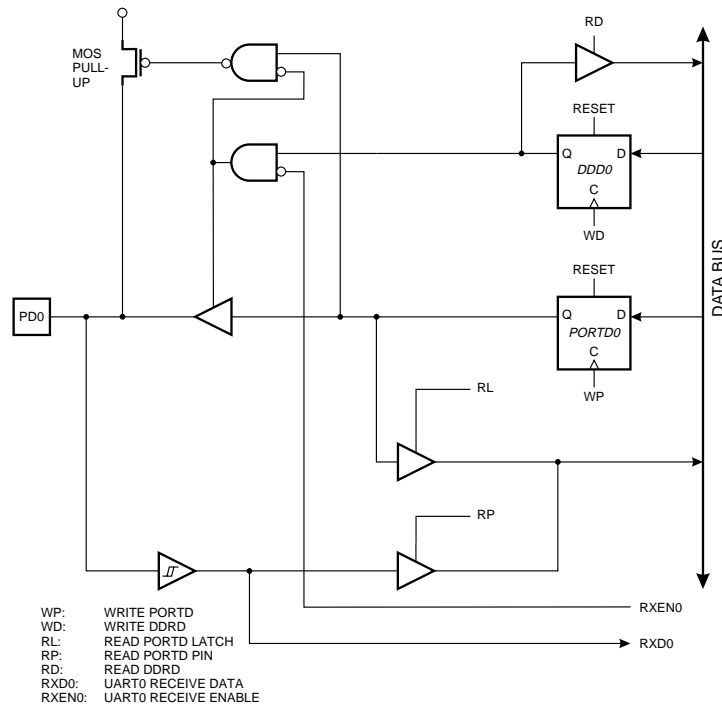 RD
MOS
PULL-
UP
RESET
Q
D
DDD0
C
WD
DATA BUS
RESET
PD0
Q
D
PORTD0
C
WP
RL
RP
RXEN0
RXD0
WP: WRITE PORTD
WD: WRITE DDRD
RL: READ PORTD LATCH
RP: READ PORTD PIN
RD: READ DDRD
RXD0: UART0 RECEIVE DATA
RXEN0: UART0 RECEIVE ENABLE